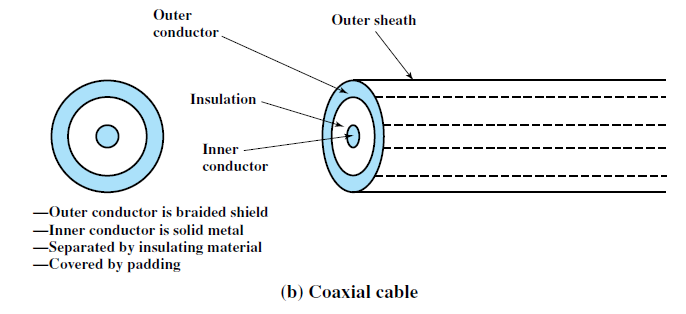 Outer
conductor
Outer sheath
Insulation
Inner
conductor
—Outer conductor is braided shield
—Inner conductor is solid metal
—Separated by insulating material
—Covered by padding
(b) Coaxial cable